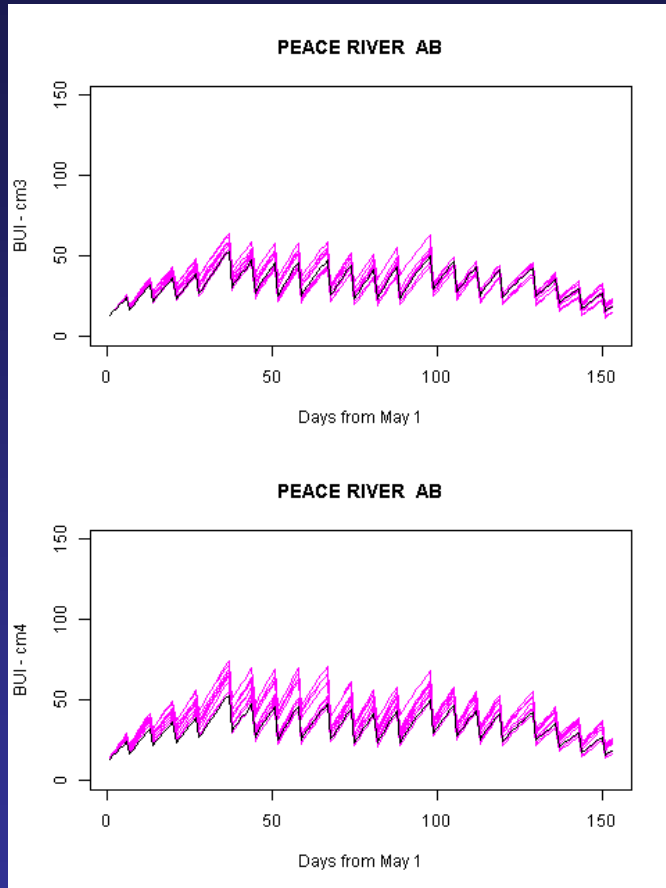 PEACE RIVER AB
150
100
50
0
BUI - cm3
0 50 100 150
Days from May 1
PEACE RIVER AB
150
100
50
0
BUI - cm4
0 50 100 150
Days from May 1